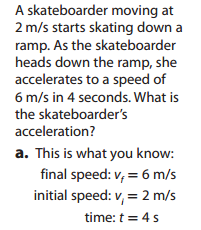 A skateboarder moving at
2 m/s starts skating down a
ramp. As the skateboarder
heads down the ramp, she
accelerates to a speed of
6 m/s in 4 seconds. What is
the skateboarder's
acceleration?
a. This is what you know:
final speed: v_f = 6 m/s
initial speed: v_i = 2 m/s
time: t = 4 s